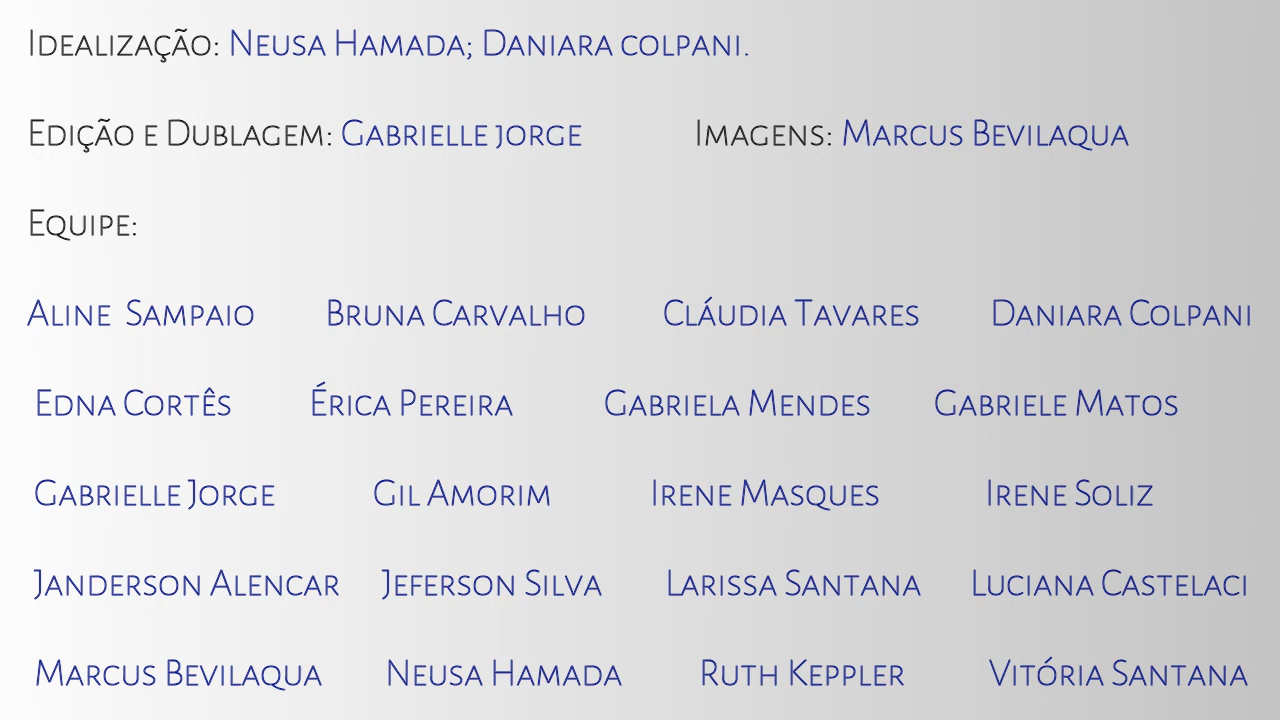 Idealização: Neusa Hamada; Daniara colpani.
Edição e Dublagem: Gabrielle jorge Imagens: Marcus Bevilaqua
Equipe:
Aline Sampaio Bruna Carvalho Cláudia Tavares Daniara Colpani
Edna Cortês Érica Pereira Gabriela Mendes Gabriele Matos
Gabrielle Jorge Gil Amorim Irene Masques Irene Soliz
Janderson Alencar Jeferson Silva Larissa Santana Luciana Castelaci
Marcus Bevilaqua Neusa Hamada Ruth Keppler Vitória Santana